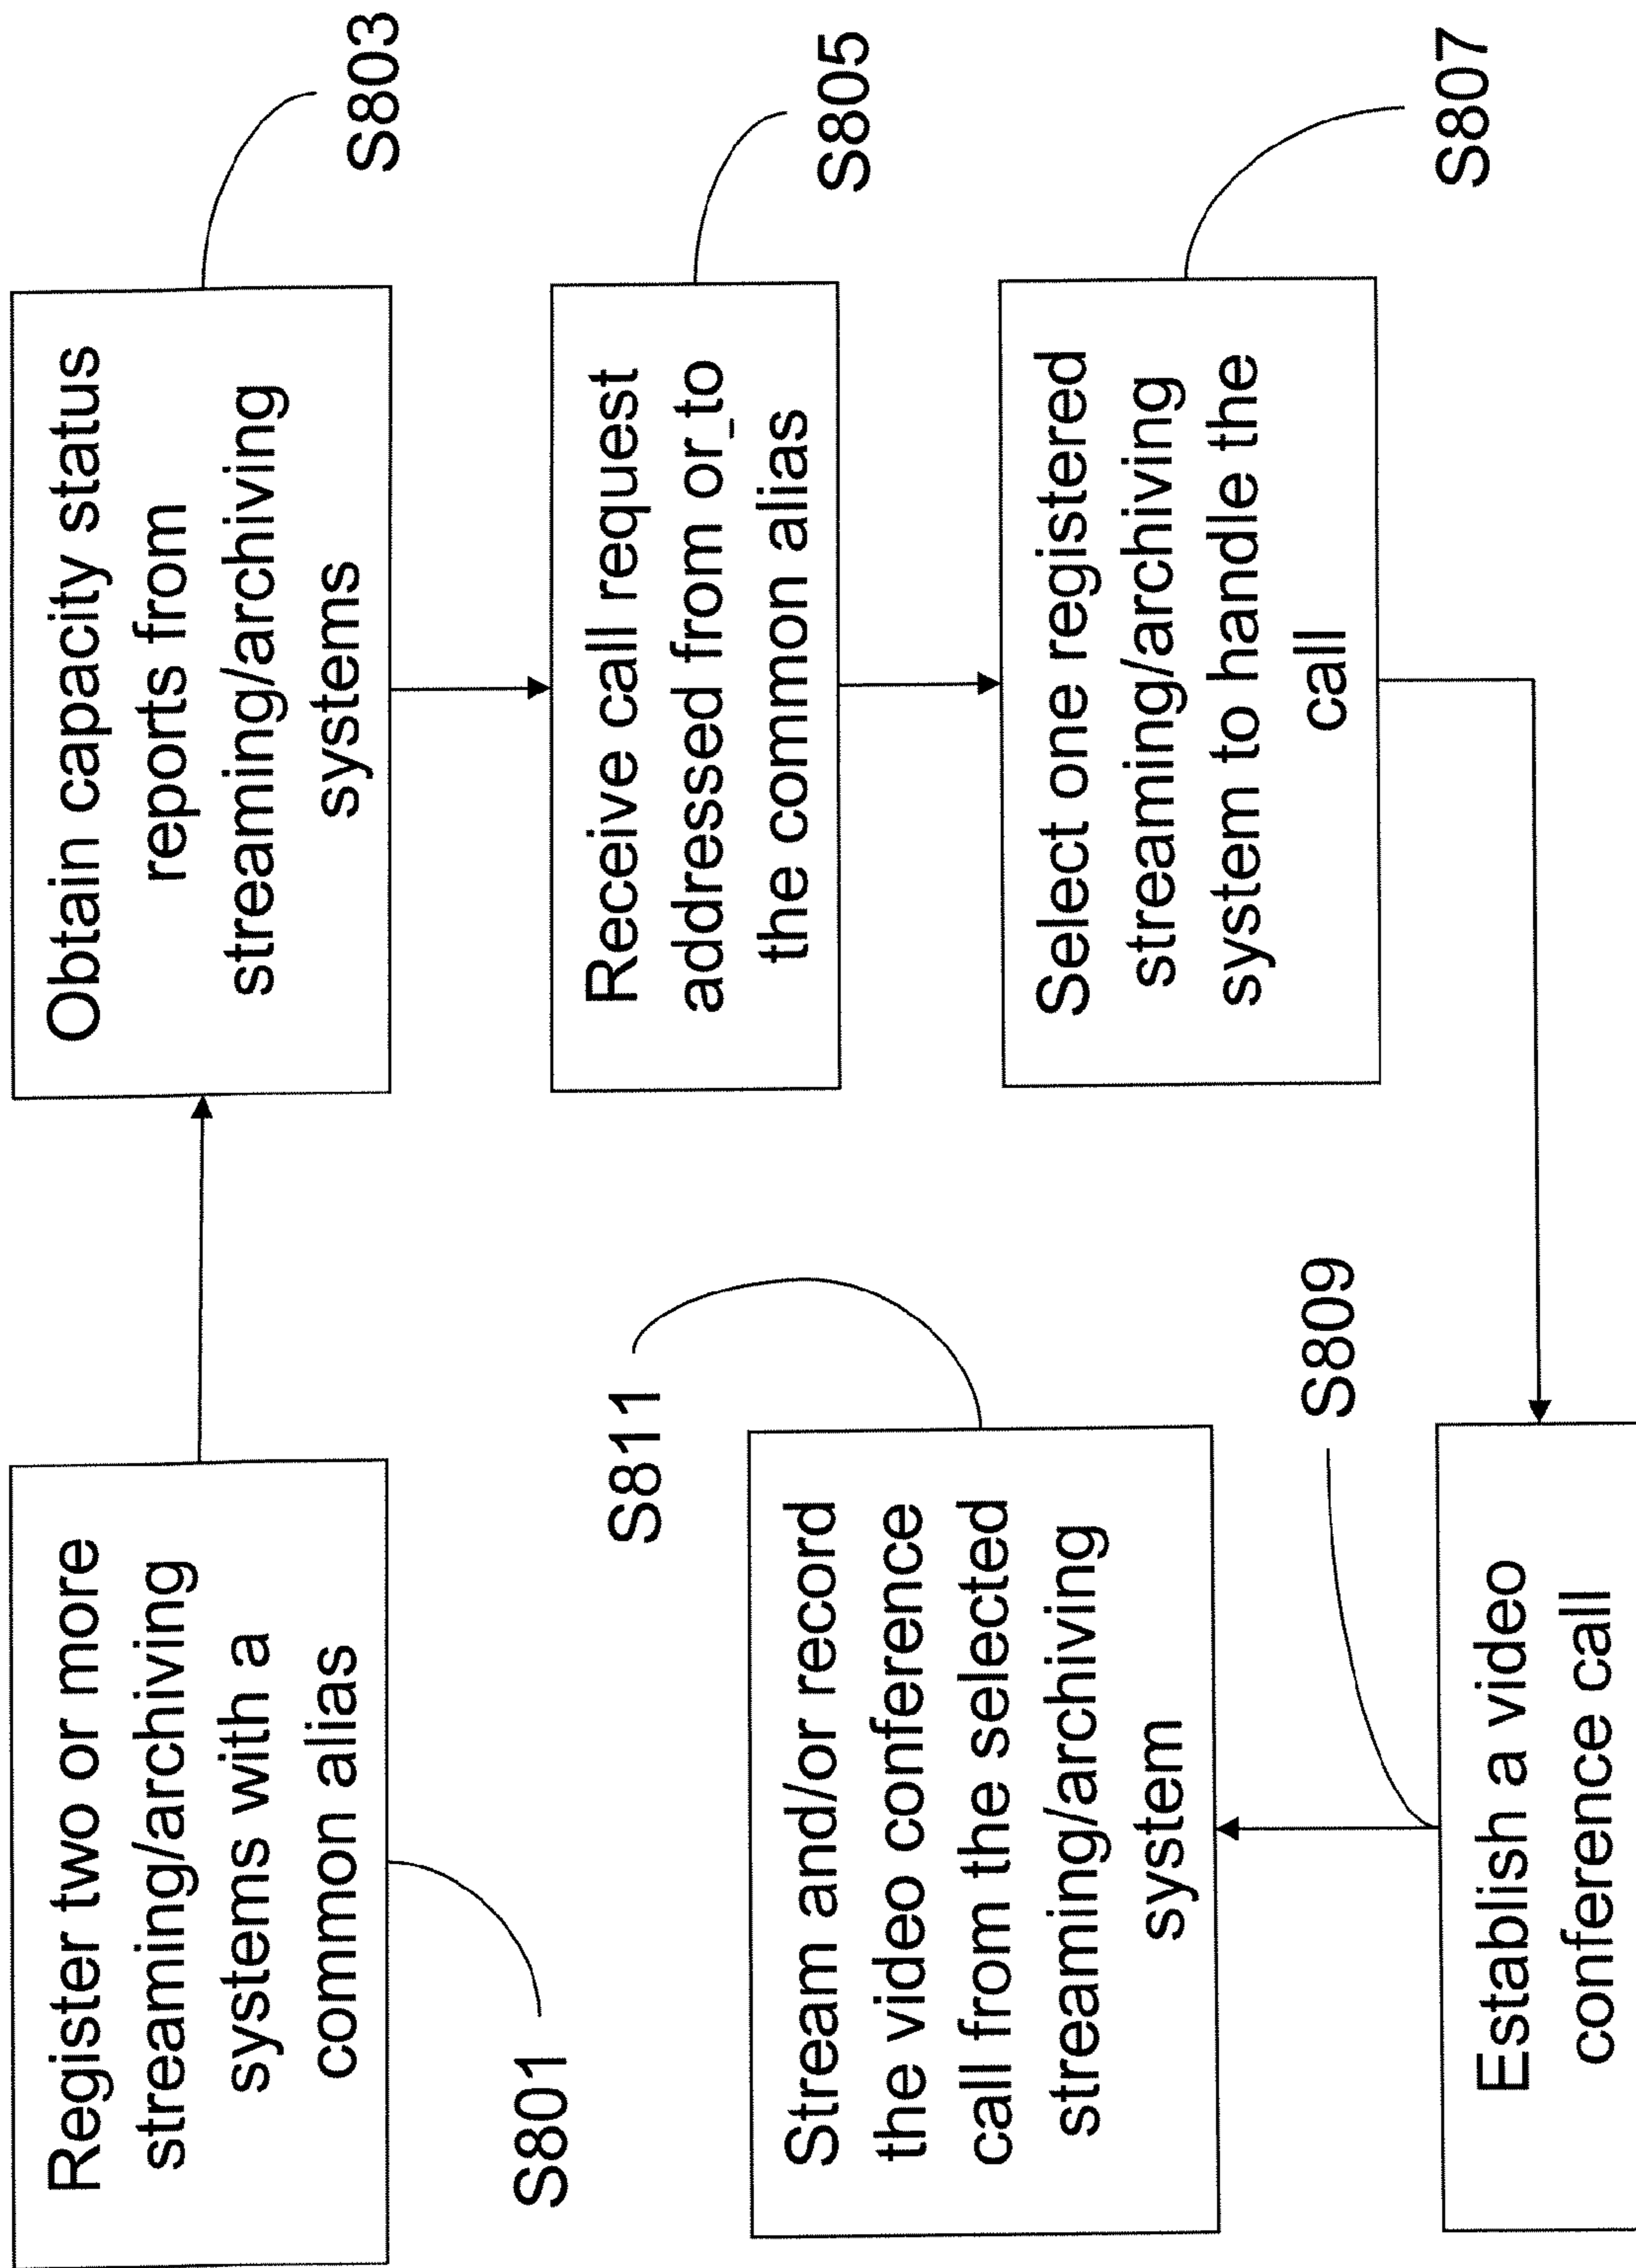 Register two or more
streaming/archiving
systems with a
common alias
S801
Obtain capacity status
reports from
streaming/archiving
systems
S803
Receive call request
addressed from or to
the common alias
S805
Select one registered
streaming/archiving
system to handle the
call
S807
Establish a video
conference call
S809
Stream and/or record
the video conference
call from the selected
streaming/archiving
system
S811